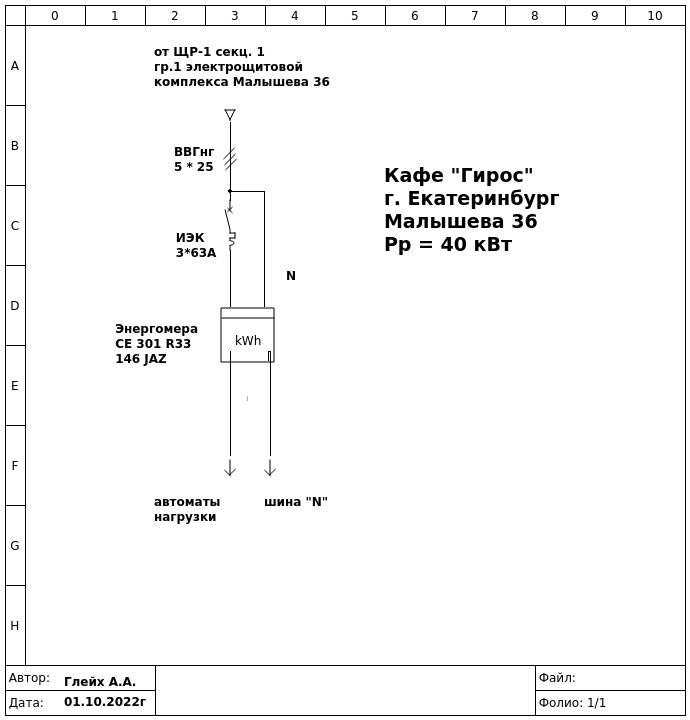 0 1 2 3 4 5 6 7 8 9 10
A
B
C
D
E
F
G
H
от ЩР-1 секц. 1
гр.1 электрощитовой
комплекса Малышева 36
ВВГнг
5 * 25
Кафе "Гирос"
г. Екатеринбург
Малышева 36
Рр = 40 кВт
ИЭК
3*63А
N
Энергомера
СЕ 301 R33
146 JAZ
kWh
автоматы
нагрузки
шина "N"
Автор: Глейх А.А.
Дата: 01.10.2022г
Файл:
Фолио: 1/1